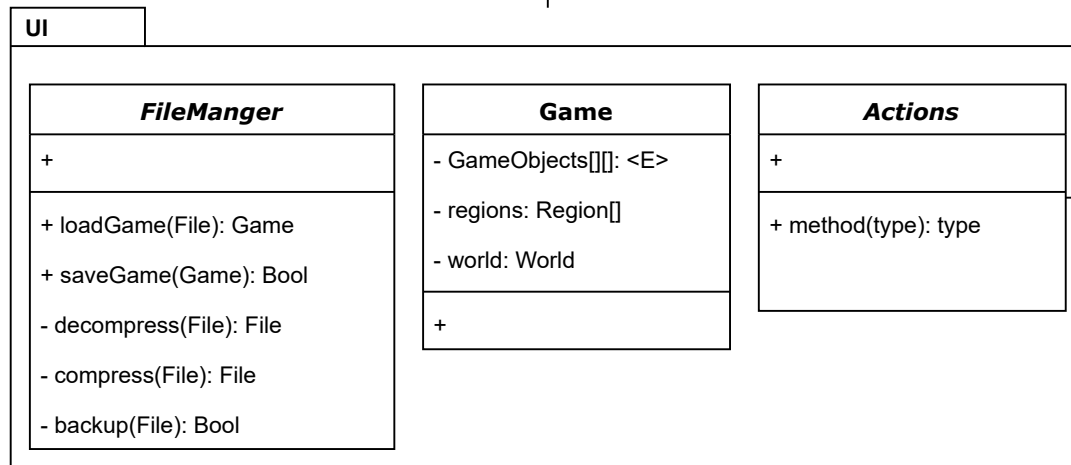 UI
FileManger
+
+ loadGame(File): Game
+ saveGame(Game): Bool
- decompress(File): File
- compress(File): File
- backup(File): Bool
Game
- GameObjects[][]: <E>
- regions: Region[]
- world: World
+
Actions
+
+ method(type): type